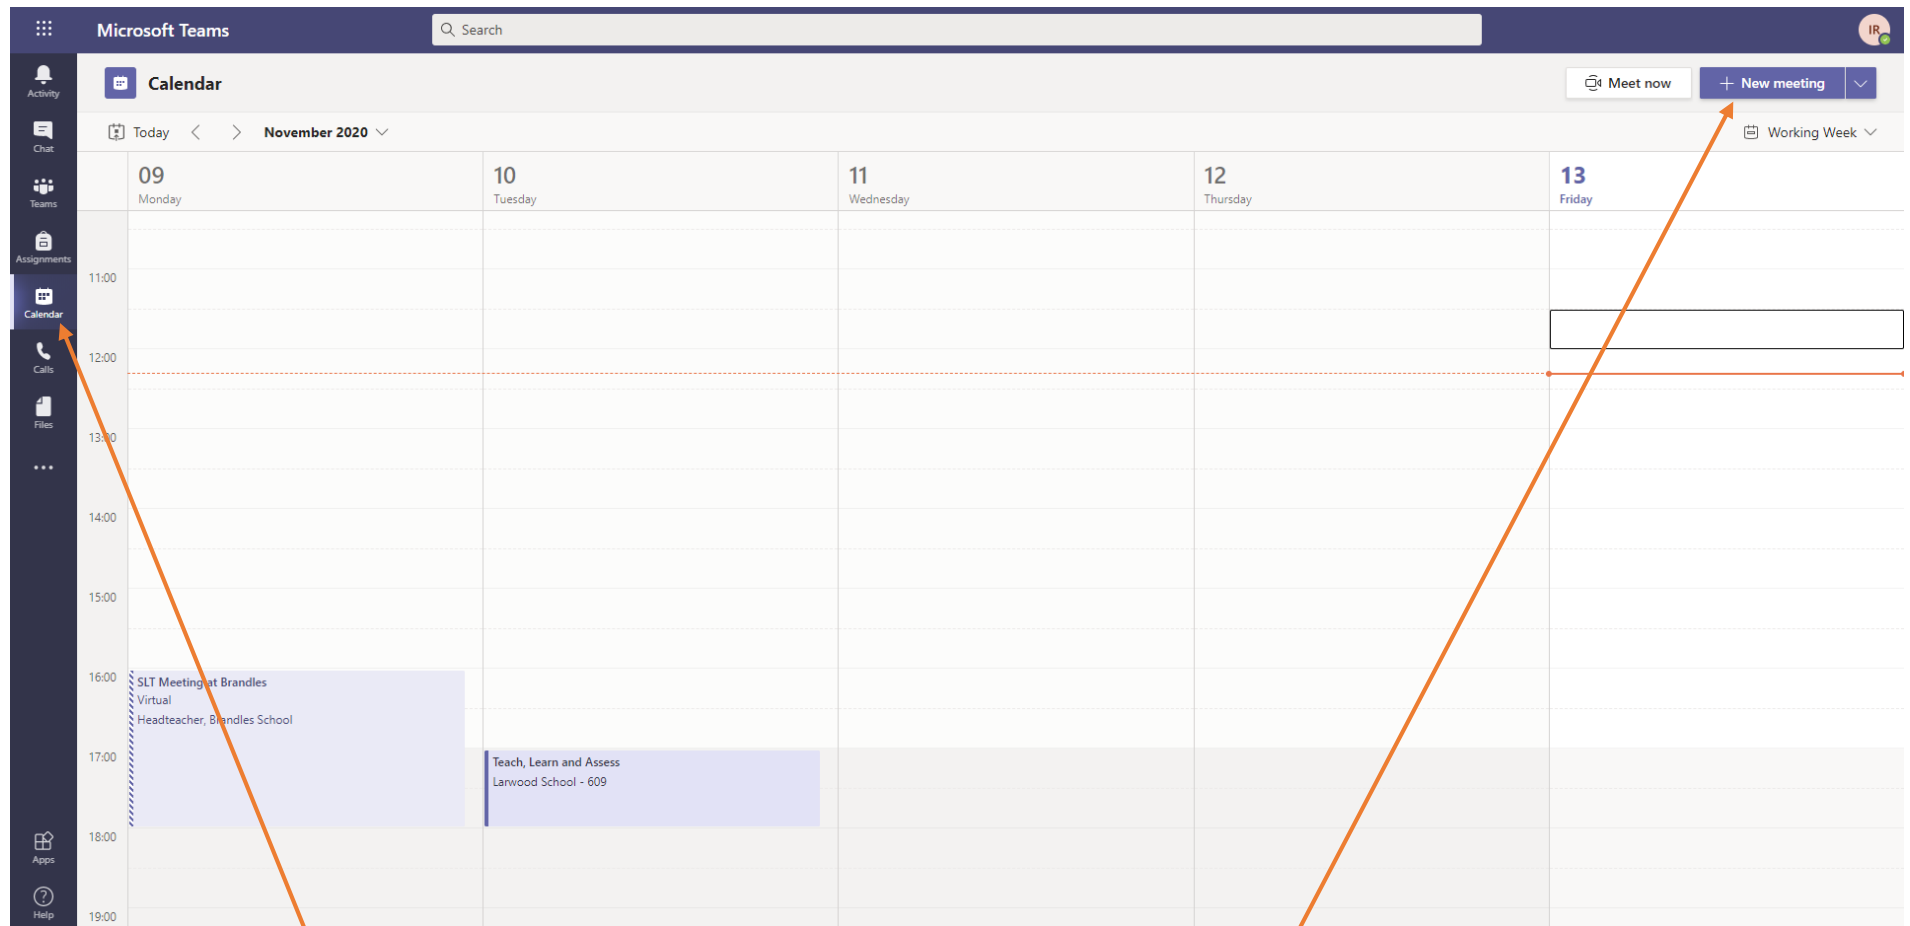 Microsoft Teams
Search
IR
Activity
Chat
Teams
Assignments
Calendar
Calls
Files
Apps
Help
Calendar
Meet now
New meeting
Today
November 2020
Working Week
09
Monday
10
Tuesday
11
Wednesday
12
Thursday
13
Friday
11:00
12:00
13:00
14:00
15:00
16:00
17:00
18:00
19:00
SLT Meeting at Brandles
Virtual
Headteacher, Brandles School
Teach, Learn and Assess
Larwood School - 609